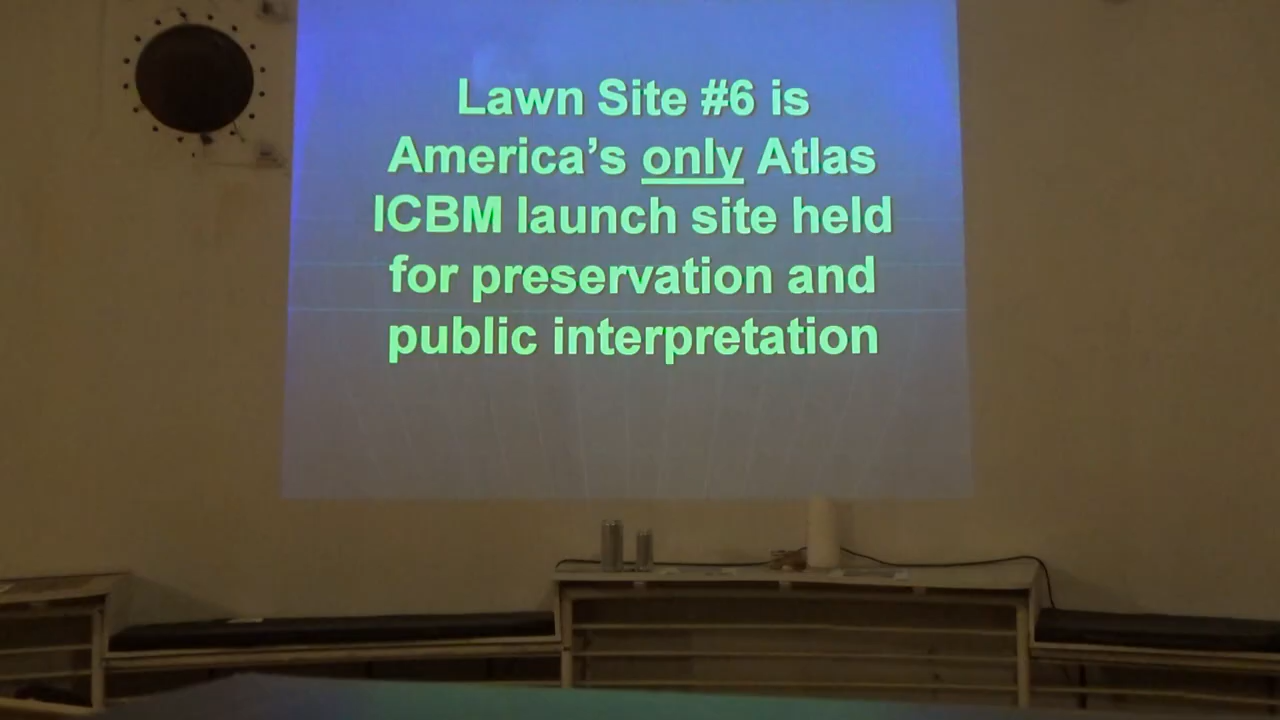 Lawn Site #6 is
America’s only Atlas
ICBM launch site held
for preservation and
public interpretation